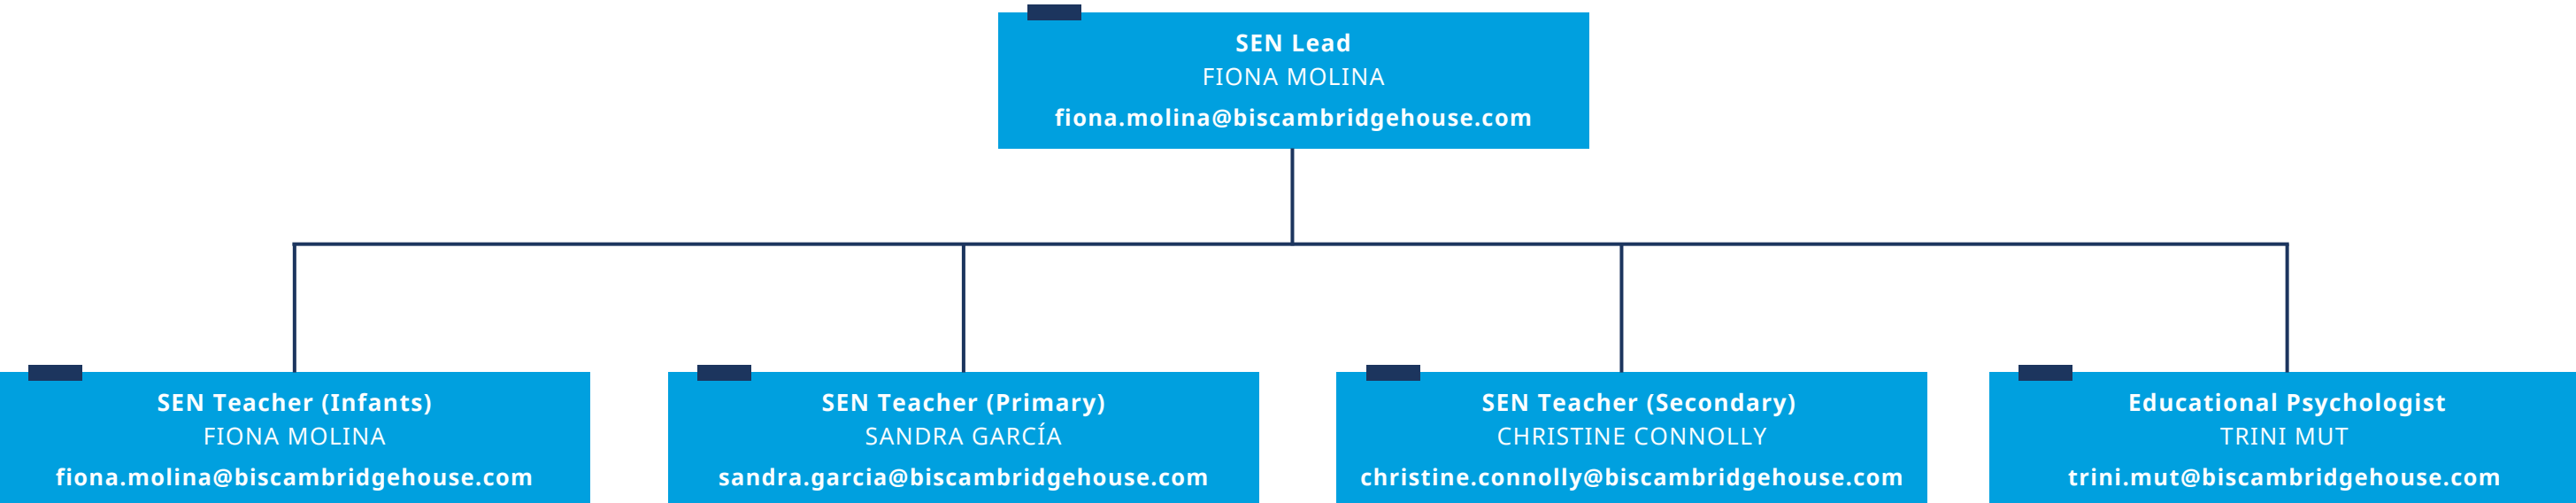 SEN Lead
FIONA MOLINA
fiona.molina@biscambridgehouse.com
SEN Teacher (Infants)
FIONA MOLINA
fiona.molina@biscambridgehouse.com
SEN Teacher (Primary)
SANDRA GARCÍA
sandra.garcia@biscambridgehouse.com
SEN Teacher (Secondary)
CHRISTINE CONNOLLY
christine.connolly@biscambridgehouse.com
Educational Psychologist
TRINI MUT
trini.mut@biscambridgehouse.com